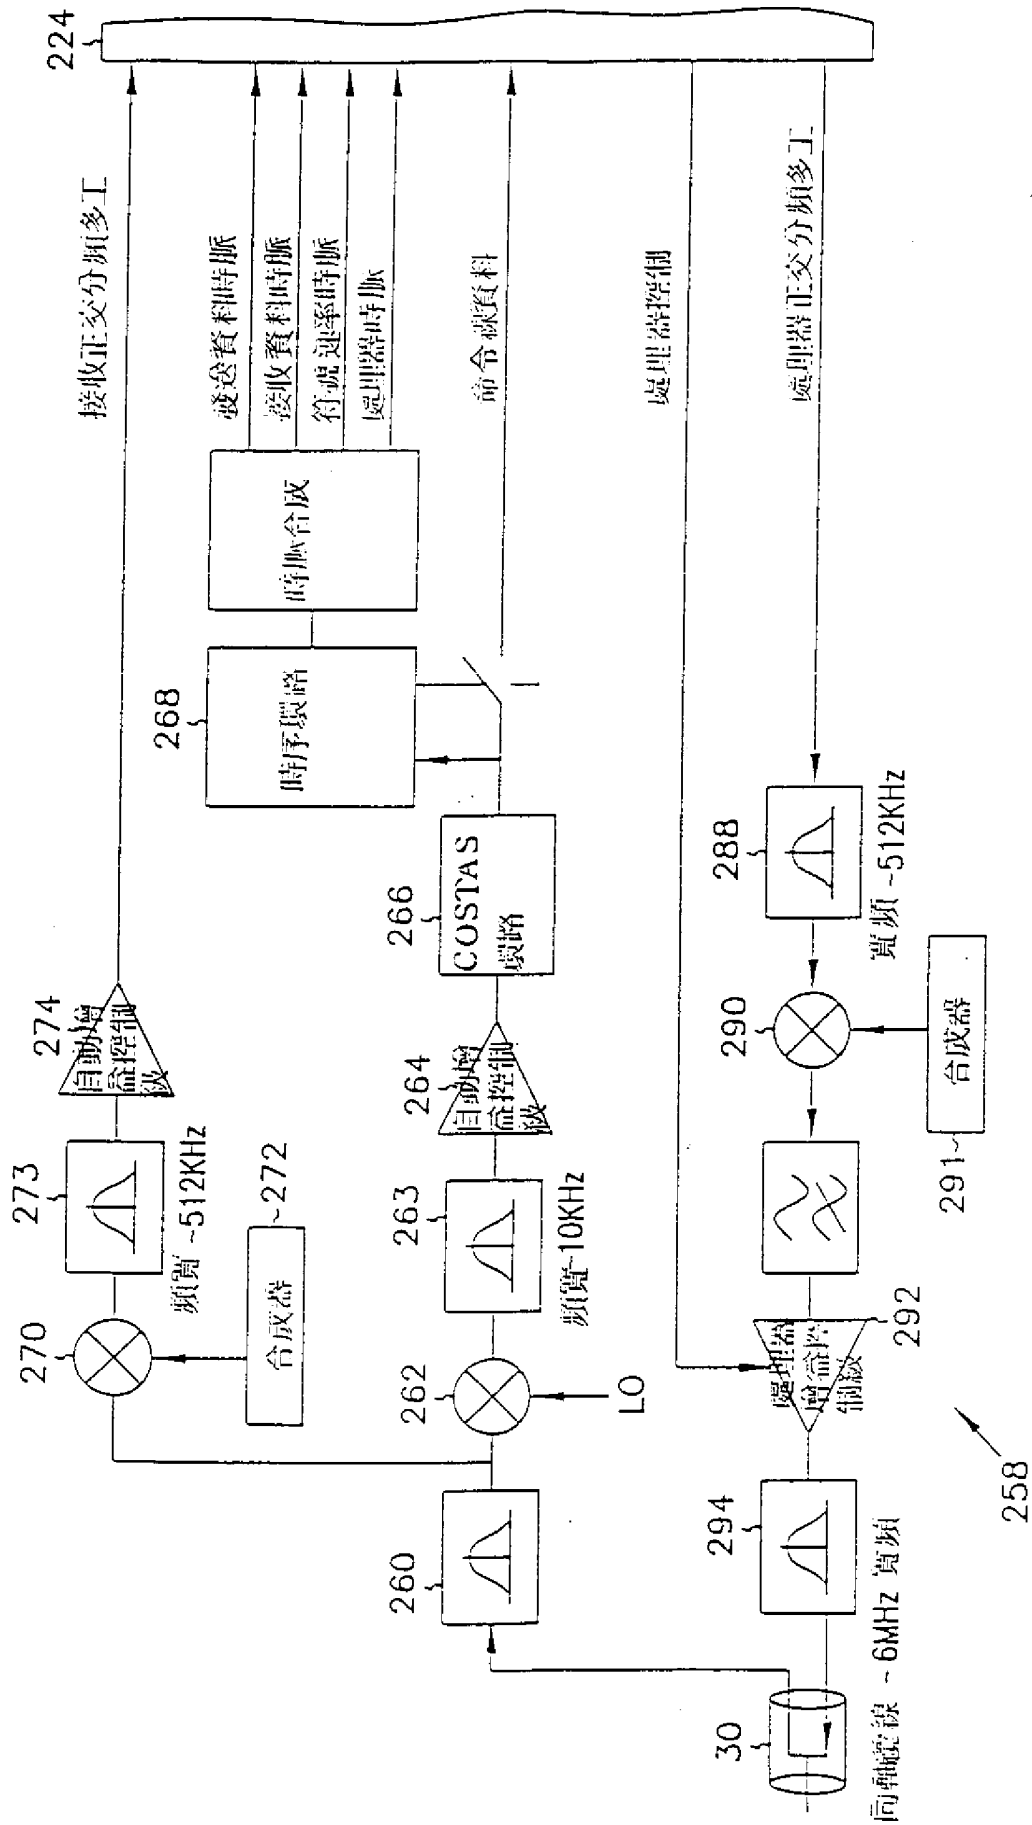 224
接收正交分頻多工
發送資料時脈
接收資料時脈
符號速率時脈
處理器時脈
命令線資料
處理器控制
處理器正交分頻多工
時脈合成
268
時序環路
266
COSTAS
環路
274
自動增
益控制
級
264
自動增
益控制
級
273
頻寬 ~512KHz
263
頻寬~10KHz
270
272
合成器
262
LO
260
288
寬頻 ~512KHz
290
合成器
291
處理器
增益控
制級
292
294
~6MHz 寬頻
30
同軸纜線
258